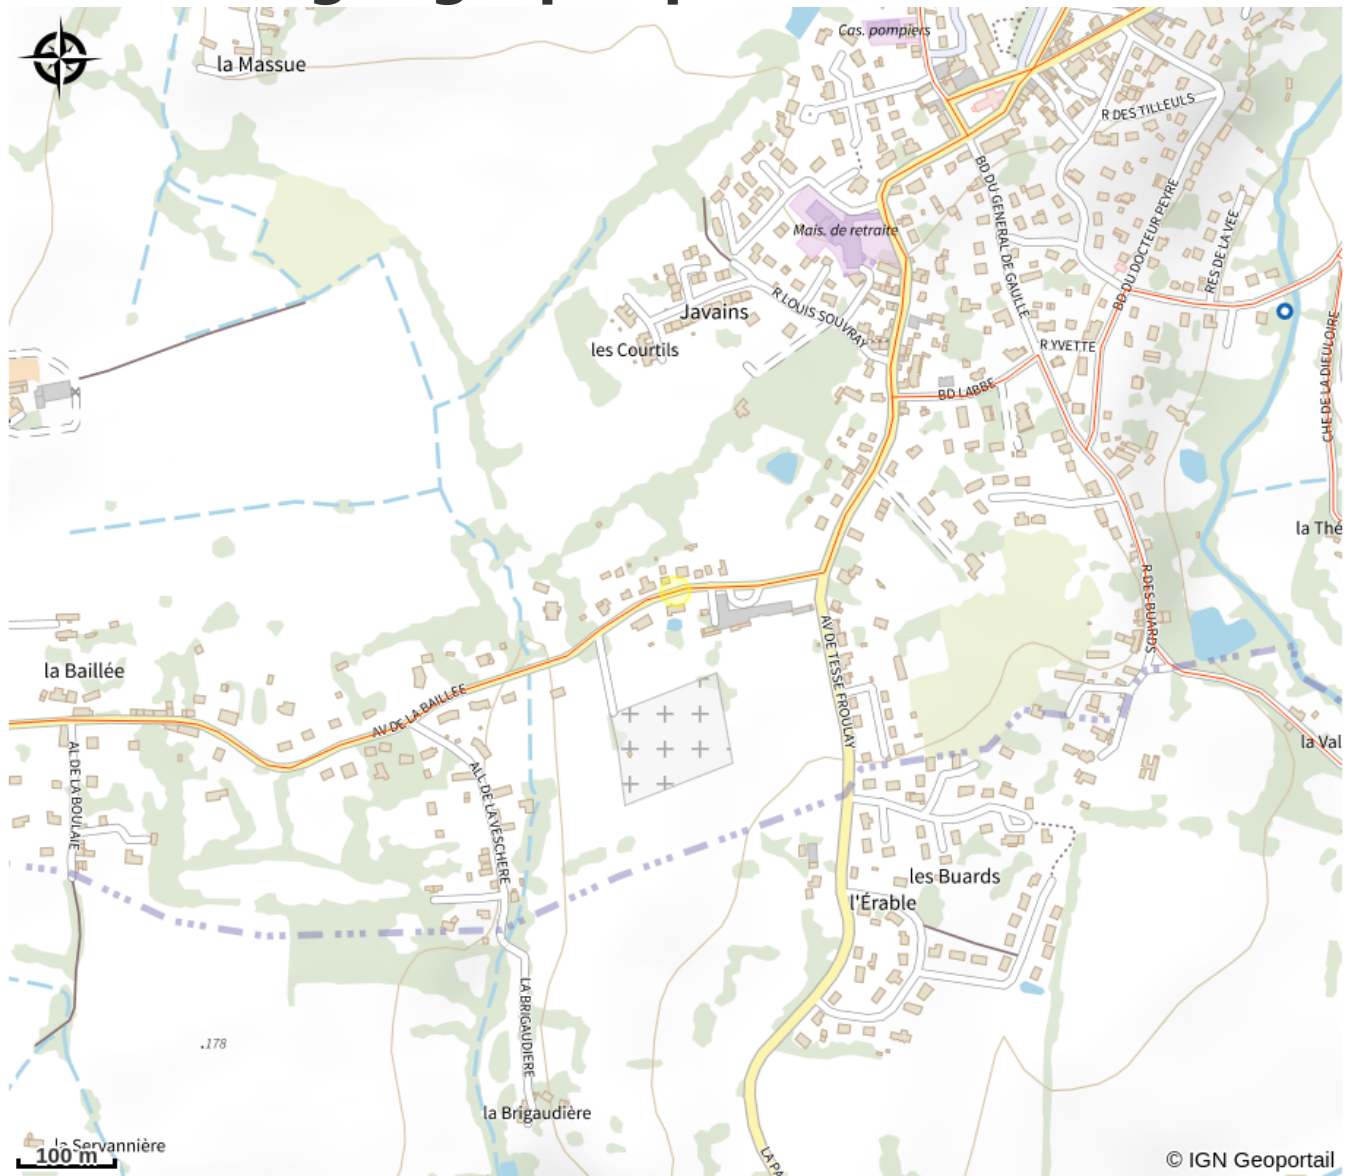 Cas. pompiers
la Massue
R DES TILLEULS
BD DU GENERAL DE GAULLE
BD DU DOCTEUR PEYRE
RES DE LA VEE
Mais. de retraite
Javains
R LOUIS SOUVRAY
les Courtils
R YVETTE
BD LABBE
CHE DE LA DIEULOIRE
la Thé
R DES BUARDS
AV DE TESSE FROULAY
la Baillée
AV DE LA BAILLEE
la Val
AL DE LA BOULAIE
ALL DE LA VESCHERE
les Buards
l'Érable
LA BRIGAUDIERE
.178
la Brigaudière
la Servannière
LA PA
100 m
© IGN Geoportail